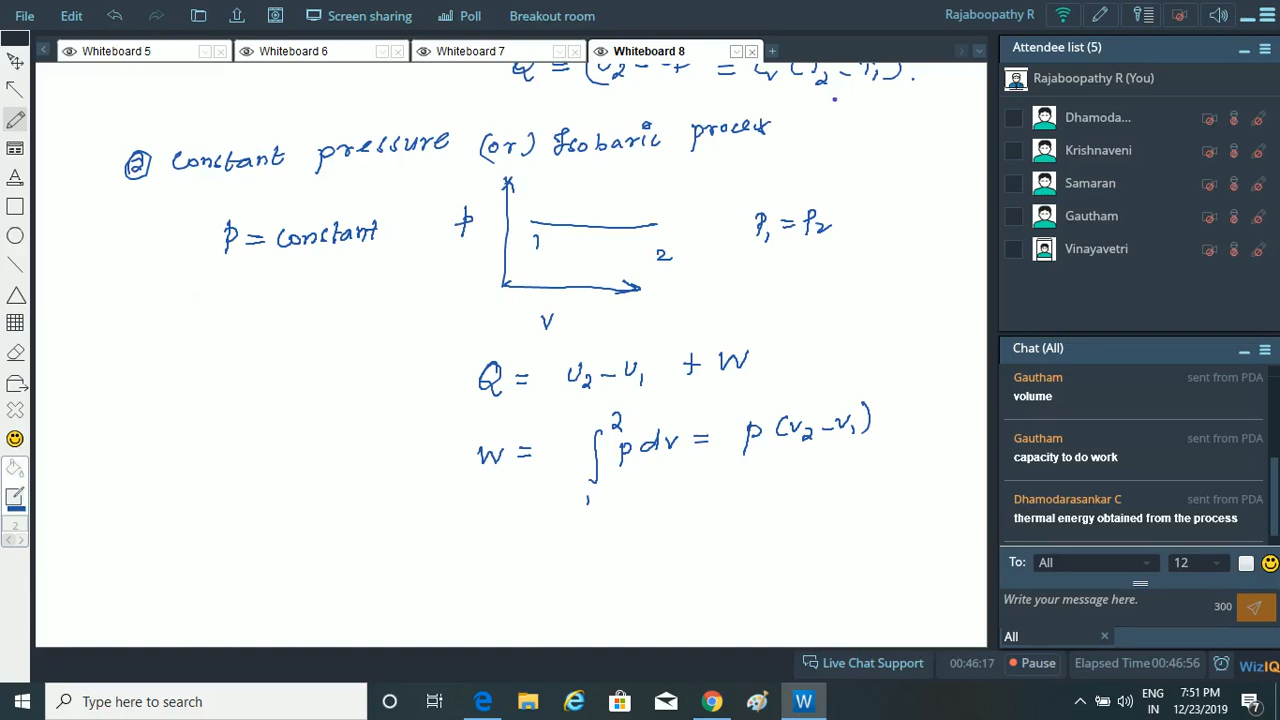 File Edit Screen sharing Poll Breakout room Rajaboopathy R
Whiteboard 5 Whiteboard 6 Whiteboard 7 Whiteboard 8
Attendee list (5)
Rajaboopathy R (You)
Dhamoda...
Krishnaveni
Samaran
Gautham
Vinayavetri
② constant pressure (or) Isobaric process
p = constant
p
1
2
v
P₁ = P₂
Q = U₂ – U₁ + W
W = ∫₁² p dv = p (v₂ – v₁)
Chat (All)
Gautham sent from PDA
volume
Gautham sent from PDA
capacity to do work
Dhamodarasankar C sent from PDA
thermal energy obtained from the process
To: All 12
Write your message here. 300
All
2
Live Chat Support 00:46:17 Pause Elapsed Time 00:46:56 WizIQ
Type here to search
W
ENG
IN
7:51 PM
12/23/2019
7